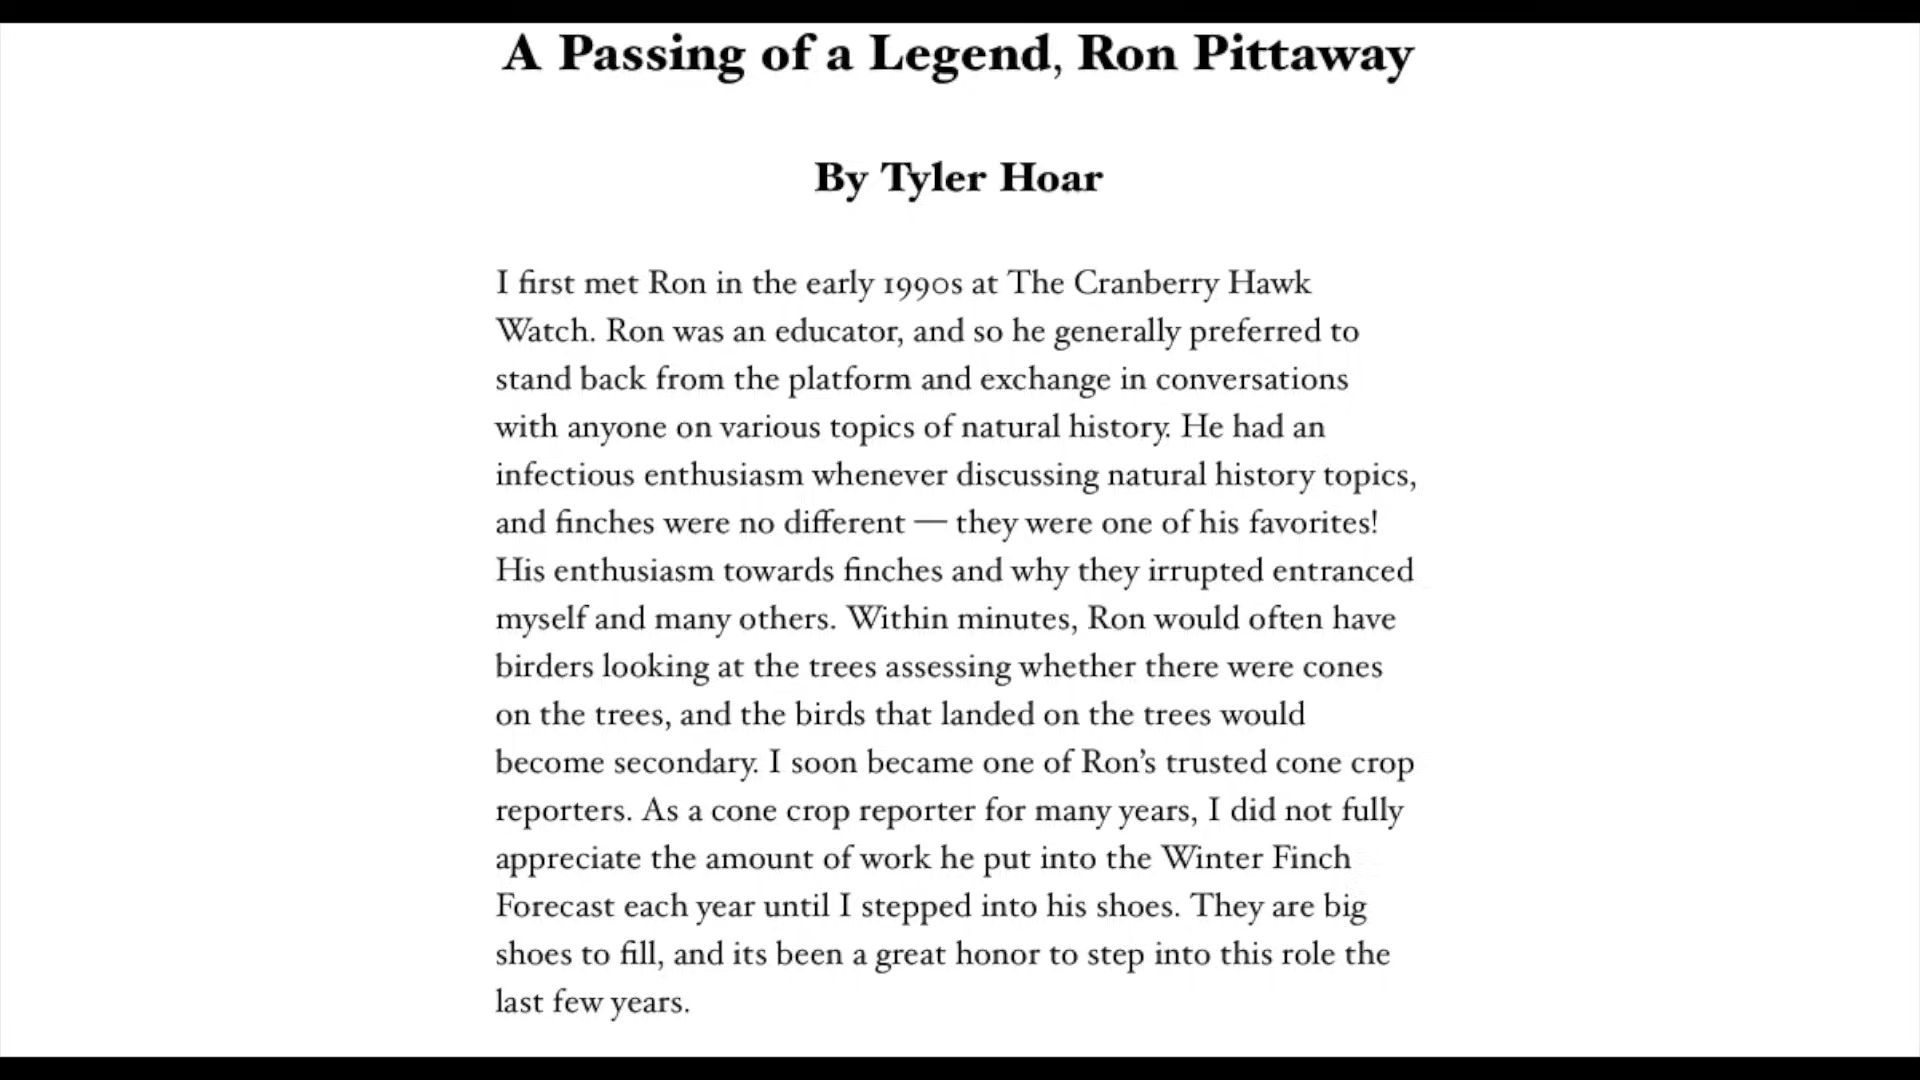 A Passing of a Legend, Ron Pittaway
By Tyler Hoar
I first met Ron in the early 1990s at The Cranberry Hawk
Watch. Ron was an educator, and so he generally preferred to
stand back from the platform and exchange in conversations
with anyone on various topics of natural history. He had an
infectious enthusiasm whenever discussing natural history topics,
and finches were no different — they were one of his favorites!
His enthusiasm towards finches and why they irrupted entranced
myself and many others. Within minutes, Ron would often have
birders looking at the trees assessing whether there were cones
on the trees, and the birds that landed on the trees would
become secondary. I soon became one of Ron’s trusted cone crop
reporters. As a cone crop reporter for many years, I did not fully
appreciate the amount of work he put into the Winter Finch
Forecast each year until I stepped into his shoes. They are big
shoes to fill, and its been a great honor to step into this role the
last few years.